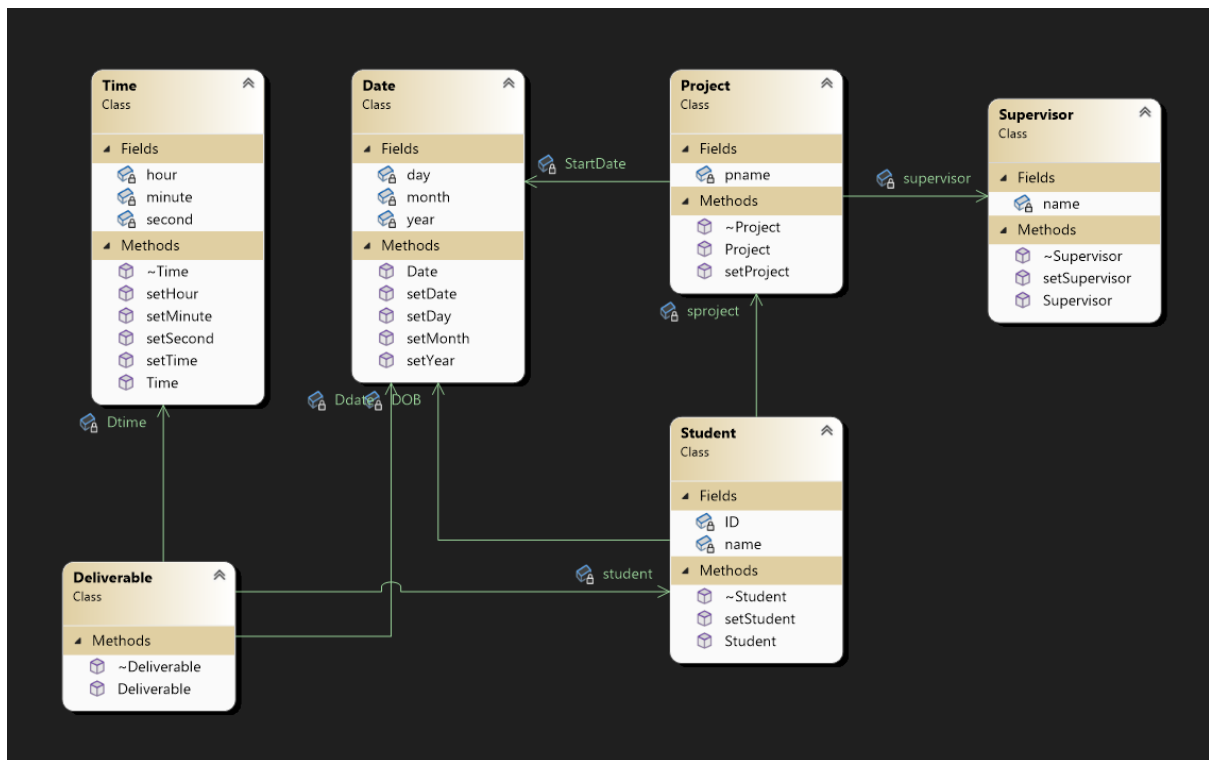 Time
Class
Fields
hour
minute
second
Methods
~Time
setHour
setMinute
setSecond
setTime
Time
Date
Class
Fields
day
month
year
Methods
Date
setDate
setDay
setMonth
setYear
StartDate
Project
Class
Fields
pname
Methods
~Project
Project
setProject
supervisor
Supervisor
Class
Fields
name
Methods
~Supervisor
setSupervisor
Supervisor
sproject
Dtime
Ddate
DOB
Student
Class
Fields
ID
name
Methods
~Student
setStudent
Student
student
Deliverable
Class
Methods
~Deliverable
Deliverable